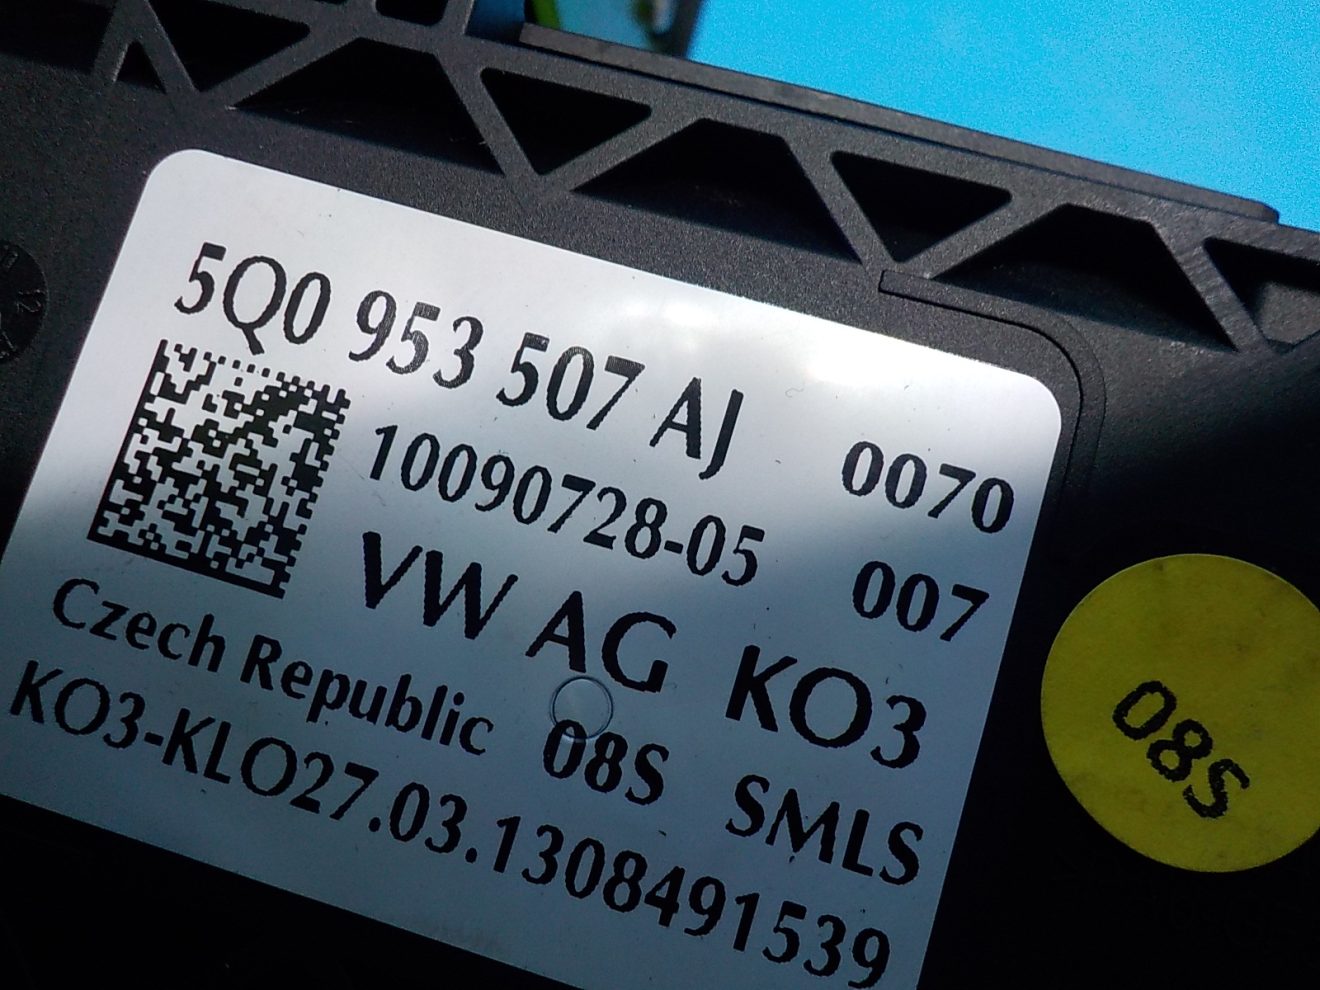 5Q0 953 507 AJ 0070
10090728-05 007
VW AG KO3
Czech Republic 08S SMLS
KO3-KLO27.03.1308491539
08S